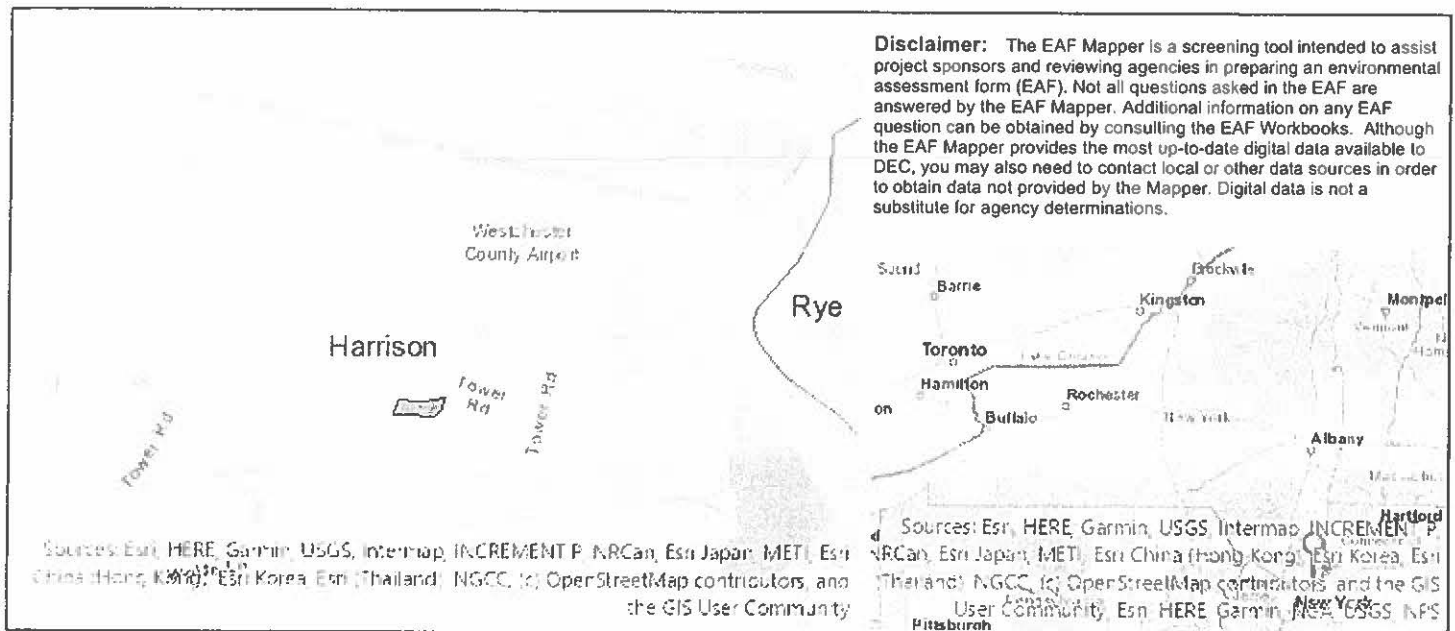 Disclaimer: The EAF Mapper is a screening tool intended to assist
project sponsors and reviewing agencies in preparing an environmental
assessment form (EAF). Not all questions asked in the EAF are
answered by the EAF Mapper. Additional information on any EAF
question can be obtained by consulting the EAF Workbooks. Although
the EAF Mapper provides the most up-to-date digital data available to
DEC, you may also need to contact local or other data sources in order
to obtain data not provided by the Mapper. Digital data is not a
substitute for agency determinations.
Westchester
County Airport
Rye
Harrison
Tower
Rd
Tower Rd
Tower Rd
Sources: Esri, HERE, Garmin, USGS, Intermap, INCREMENT P, NRCan, Esri Japan, METI, Esri
China (Hong Kong), Esri Korea, Esri (Thailand), NGCC, (c) OpenStreetMap contributors, and
the GIS User Community
Barrie
Brockville
Kingston
Montpel
Vermont
Toronto
Lake Ontario
Hamilton
on
Rochester
Buffalo
New York
Albany
Hartford
Sources: Esri, HERE, Garmin, USGS, Intermap, INCREMENT P,
NRCan, Esri Japan, METI, Esri China (Hong Kong), Esri Korea, Esri
(Thailand), NGCC, (c) OpenStreetMap contributors, and the GIS
User Community, Esri, HERE, Garmin, NGA, USGS, NPS
New York
Pittsburgh